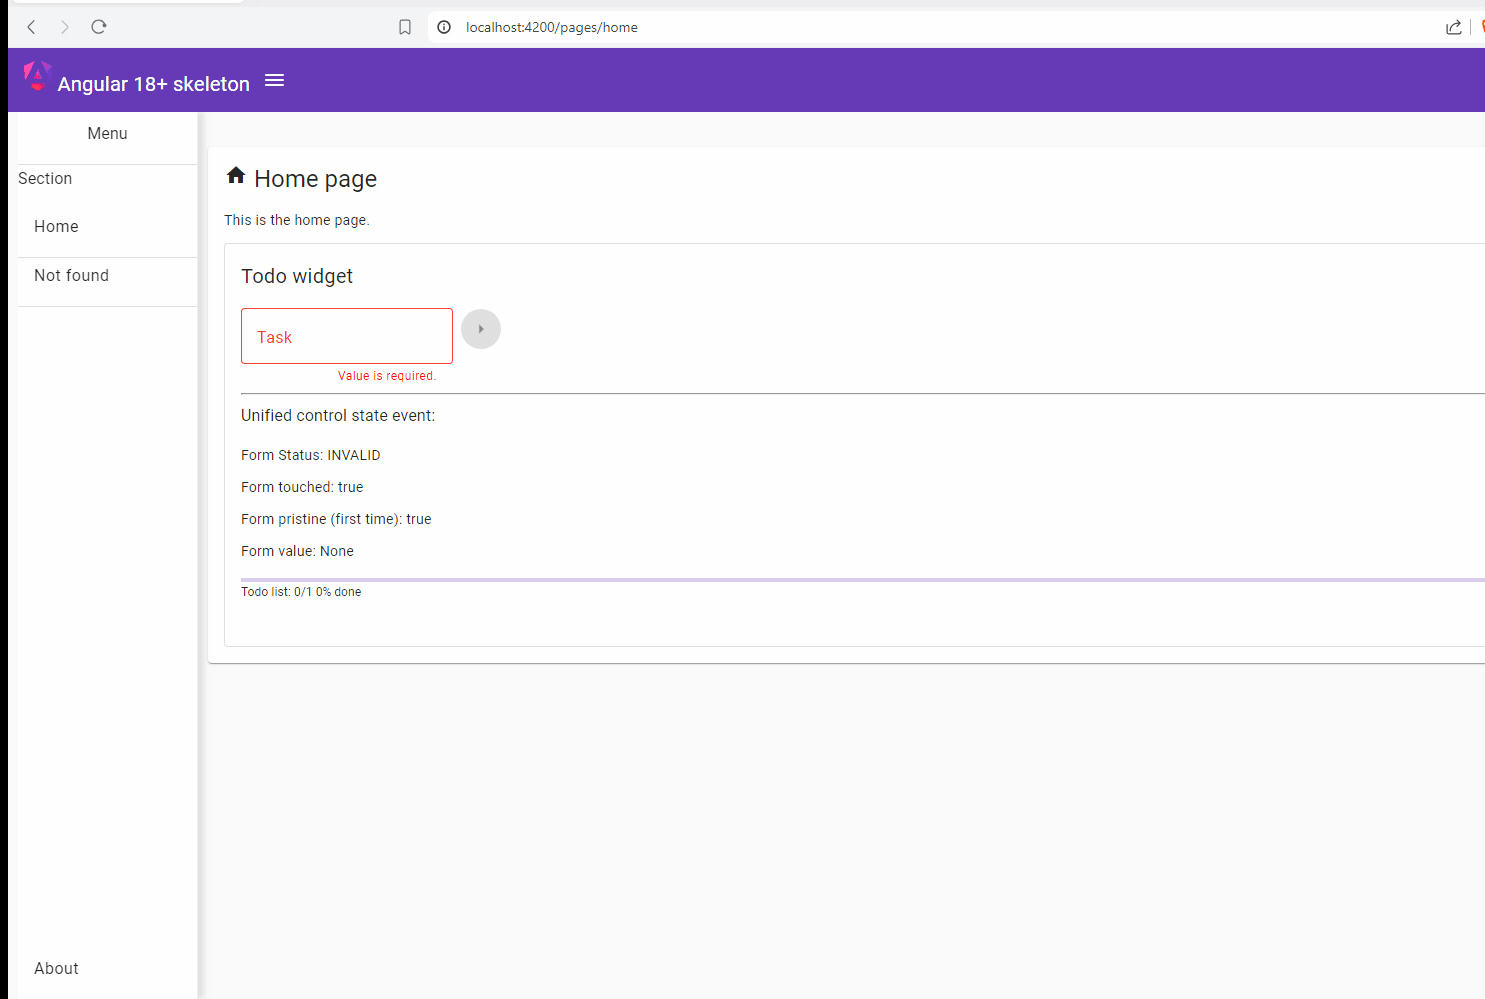 localhost:4200/pages/home
Angular 18+ skeleton
Menu
Section
Home
Not found
About
Home page
This is the home page.
Todo widget
Task
Value is required.
Unified control state event:
Form Status: INVALID
Form touched: true
Form pristine (first time): true
Form value: None
Todo list: 0/1 0% done